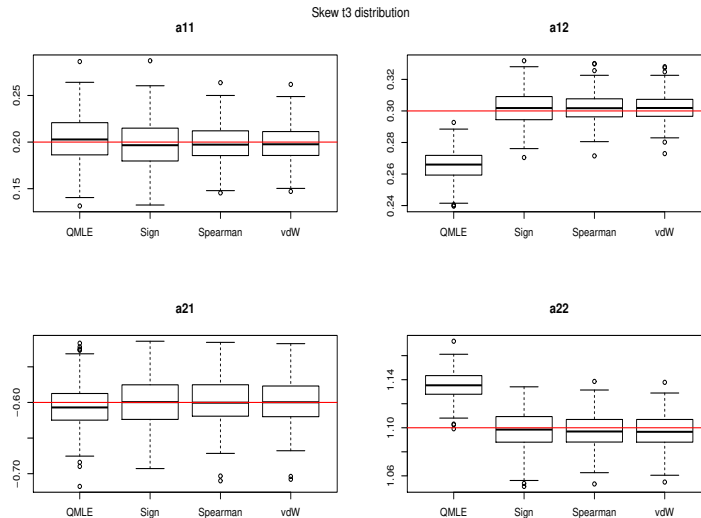 Skew t3 distribution
a11
0.25
0.20
0.15
QMLE Sign Spearman vdW
a12
0.32
0.30
0.28
0.26
0.24
QMLE Sign Spearman vdW
a21
−0.60
−0.70
QMLE Sign Spearman vdW
a22
1.14
1.10
1.06
QMLE Sign Spearman vdW